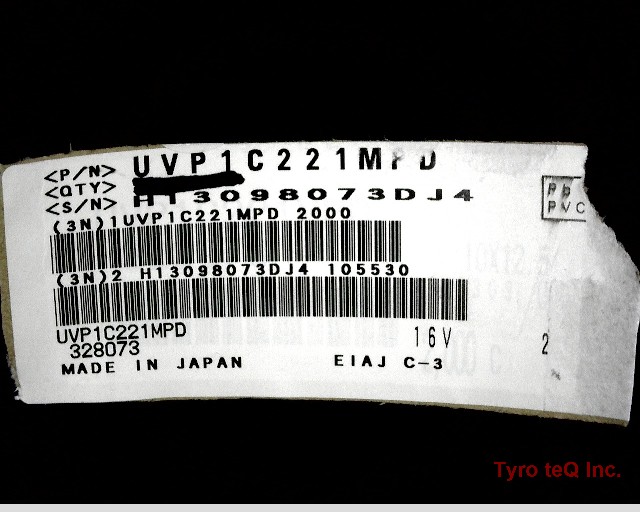 <P/N> UVP1C221MPD
<QTY>
<S/N> H13098073DJ4
(3N)1UVP1C221MPD 2000
(3N)2 H13098073DJ4 105530
UVP1C221MPD
328073
16V
2
MADE IN JAPAN
EIAJ C-3
PVC
Tyro teQ Inc.